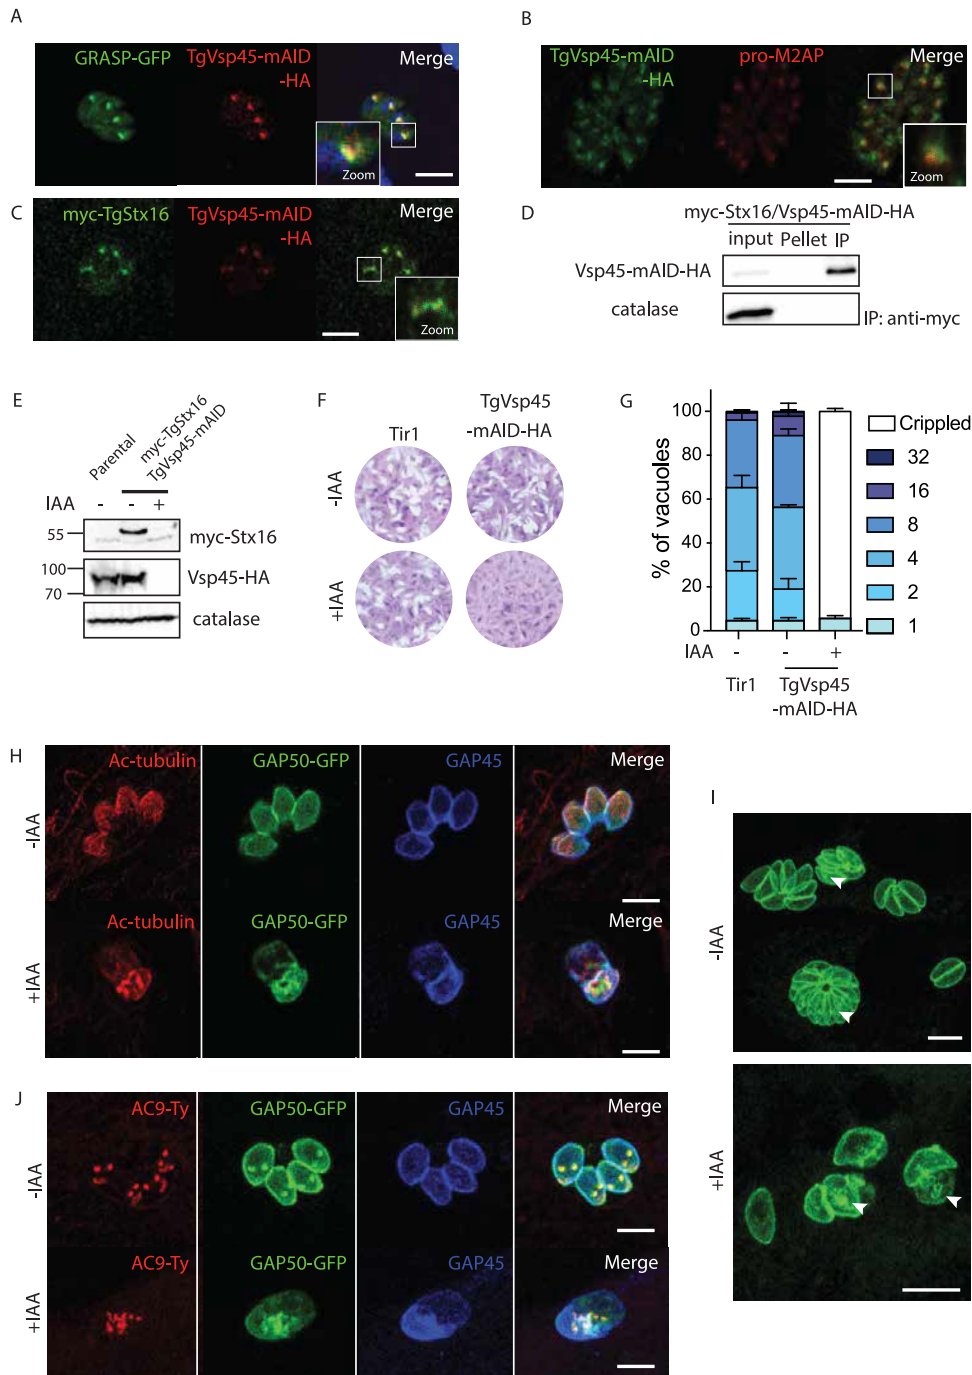 A
GRASP-GFP
TgVsp45-mAID
-HA
Merge
Zoom
B
TgVsp45-mAID
-HA
pro-M2AP
Merge
Zoom
C
myc-TgStx16
TgVsp45-mAID
-HA
Merge
Zoom
D
myc-Stx16/Vsp45-mAID-HA
input Pellet IP
Vsp45-mAID-HA
catalase
IP: anti-myc
E
Parental
myc-TgStx16
TgVsp45-mAID
IAA - - +
55
myc-Stx16
100
70
Vsp45-HA
catalase
F
Tir1
TgVsp45
-mAID-HA
-IAA
+IAA
G
% of vacuoles
100
80
60
40
20
0
Crippled
32
16
8
4
2
1
IAA - - +
Tir1
TgVsp45
-mAID-HA
H
-IAA
Ac-tubulin
GAP50-GFP
GAP45
Merge
+IAA
Ac-tubulin
GAP50-GFP
GAP45
Merge
I
-IAA
+IAA
J
-IAA
AC9-Ty
GAP50-GFP
GAP45
Merge
+IAA
AC9-Ty
GAP50-GFP
GAP45
Merge